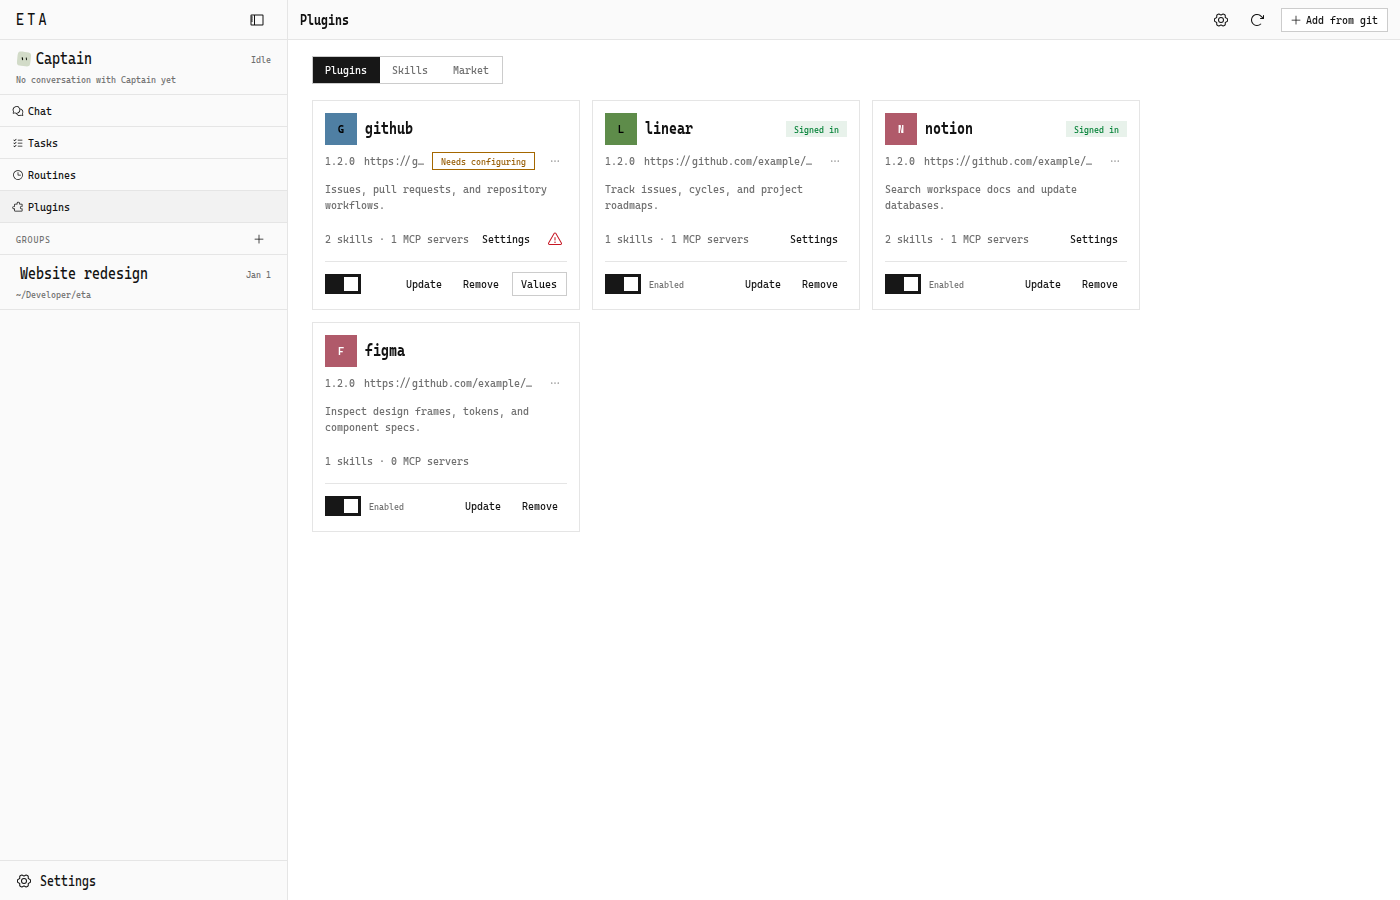 ETA
Plugins
Add from git
Captain
Idle
No conversation with Captain yet
Chat
Tasks
Routines
Plugins
GROUPS
Website redesign
Jan 1
~/Developer/eta
Settings
Plugins
Skills
Market
G
github
1.2.0 https://g…
Needs configuring
Issues, pull requests, and repository
workflows.
2 skills · 1 MCP servers
Settings
Update
Remove
Values
L
linear
Signed in
1.2.0 https://github.com/example/…
Track issues, cycles, and project
roadmaps.
1 skills · 1 MCP servers
Settings
Enabled
Update
Remove
N
notion
Signed in
1.2.0 https://github.com/example/…
Search workspace docs and update
databases.
2 skills · 1 MCP servers
Settings
Enabled
Update
Remove
F
figma
1.2.0 https://github.com/example/…
Inspect design frames, tokens, and
component specs.
1 skills · 0 MCP servers
Enabled
Update
Remove